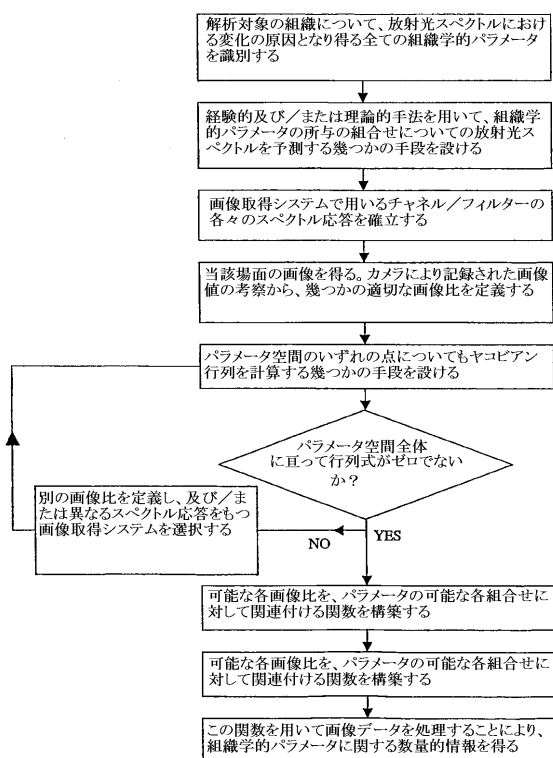 解析対象の組織について、放射光スペクトルにおけ
る変化の原因となり得る全ての組織学的パラメータ
を識別する
経験的及び／または理論的手法を用いて、組織学
的パラメータの所与の組合せについての放射光ス
ペクトルを予測する幾つかの手段を設ける
画像取得システムで用いるチャネル／フィルターの
各々のスペクトル応答を確立する
当該場面の画像を得る。カメラにより記録された画像
値の考察から、幾つかの適切な画像比を定義する
パラメータ空間のいずれの点についてもヤコビアン
行列を計算する幾つかの手段を設ける
パラメータ空間全体
に亘って行列式がゼロでない
か？
別の画像比を定義し、及び／ま
たは異なるスペクトル応答をもつ
画像取得システムを選択する
NO
YES
可能な各画像比を、パラメータの可能な各組合せに
対して関連付ける関数を構築する
可能な各画像比を、パラメータの可能な各組合せに
対して関連付ける関数を構築する
この関数を用いて画像データを処理することにより、
組織学的パラメータに関する数量的情報を得る